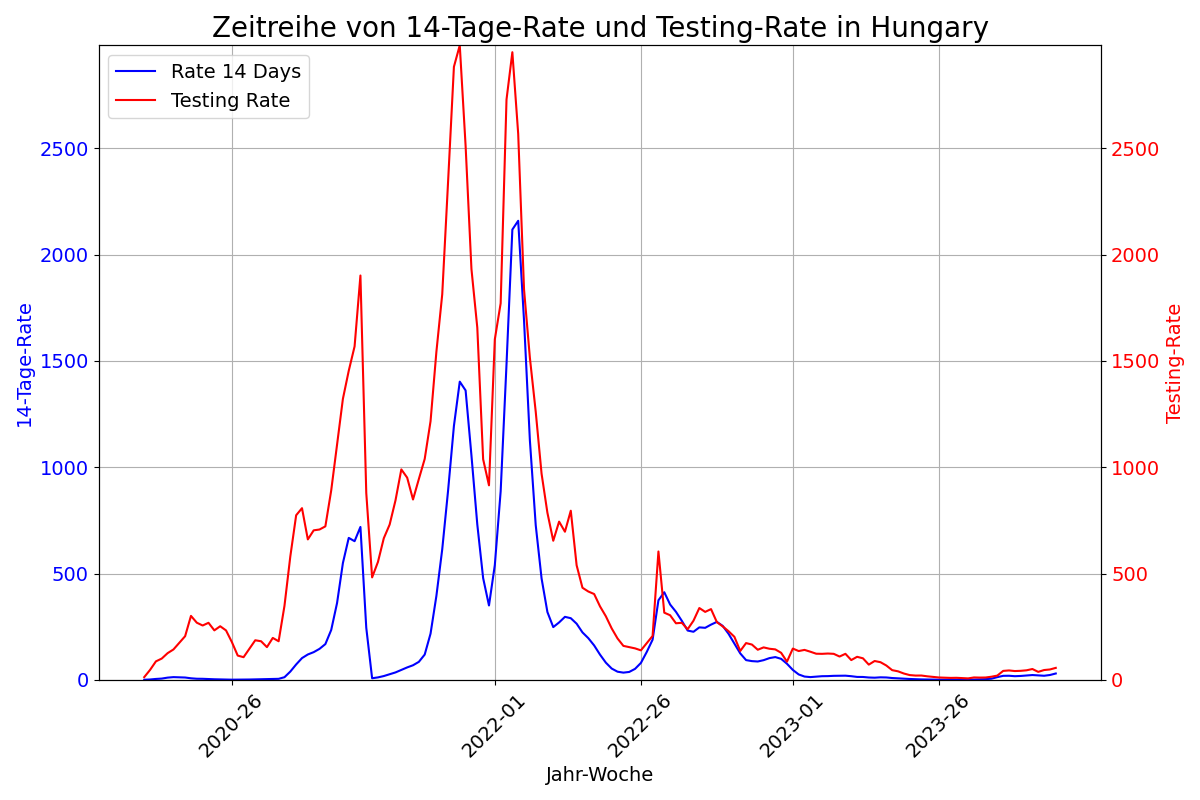 Zeitreihe von 14-Tage-Rate und Testing-Rate in Hungary
Rate 14 Days
Testing Rate
14-Tage-Rate
2500
2000
1500
1000
500
0
2500
2000
1500
1000
500
0
Testing-Rate
2020-26
2022-01
2022-26
2023-01
2023-26
Jahr-Woche